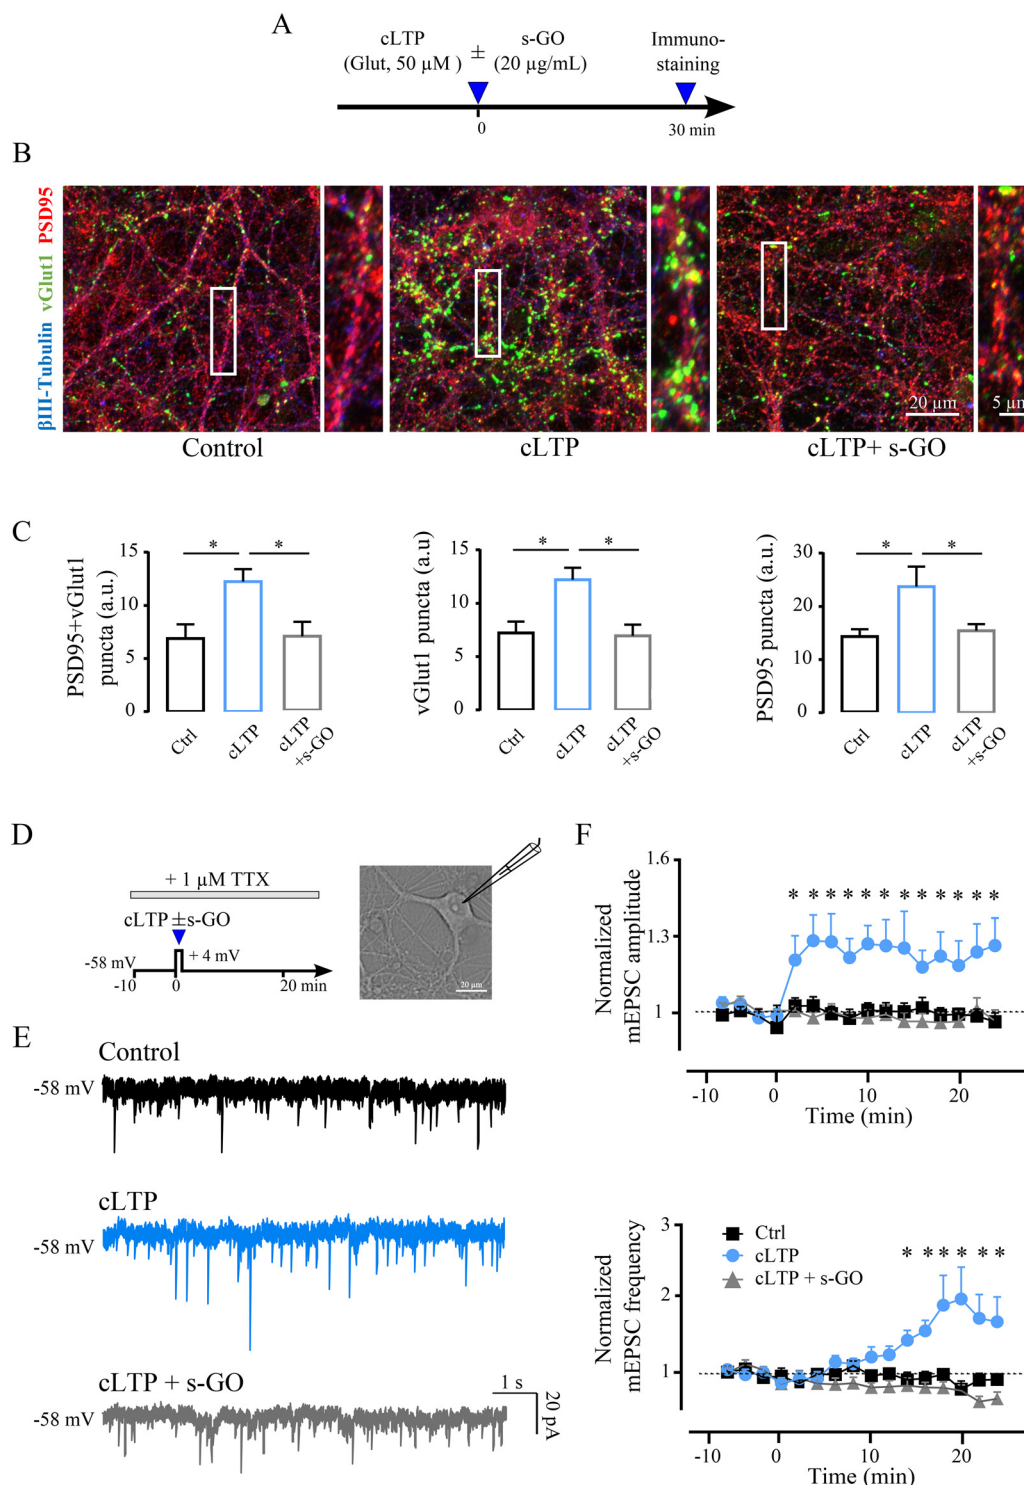 A
cLTP ± s-GO
(Glut, 50 µM ) (20 µg/mL)
Immuno-
staining
0
30 min
B
βIII-Tubulin vGlut1 PSD95
20 µm
5 µm
Control
cLTP
cLTP+ s-GO
C
PSD95+vGlut1
puncta (a.u.)
15
10
5
0
* *
Ctrl
cLTP
cLTP
+s-GO
vGlut1 puncta (a.u)
15
10
5
0
* *
Ctrl
cLTP
cLTP
+s-GO
PSD95 puncta (a.u.)
30
20
10
0
* *
Ctrl
cLTP
cLTP
+s-GO
D
+ 1 µM TTX
cLTP ±s-GO
-58 mV
+ 4 mV
-10
0
20 min
20 µm
E
Control
-58 mV
cLTP
-58 mV
cLTP + s-GO
-58 mV
1 s
20 pA
F
Normalized
mEPSC amplitude
1.6
1.3
1
* * * * * * * * * * * *
-10 0 10 20
Time (min)
Normalized
mEPSC frequency
3
2
1
Ctrl
cLTP
cLTP + s-GO
* * * * * *
-10 0 10 20
Time (min)